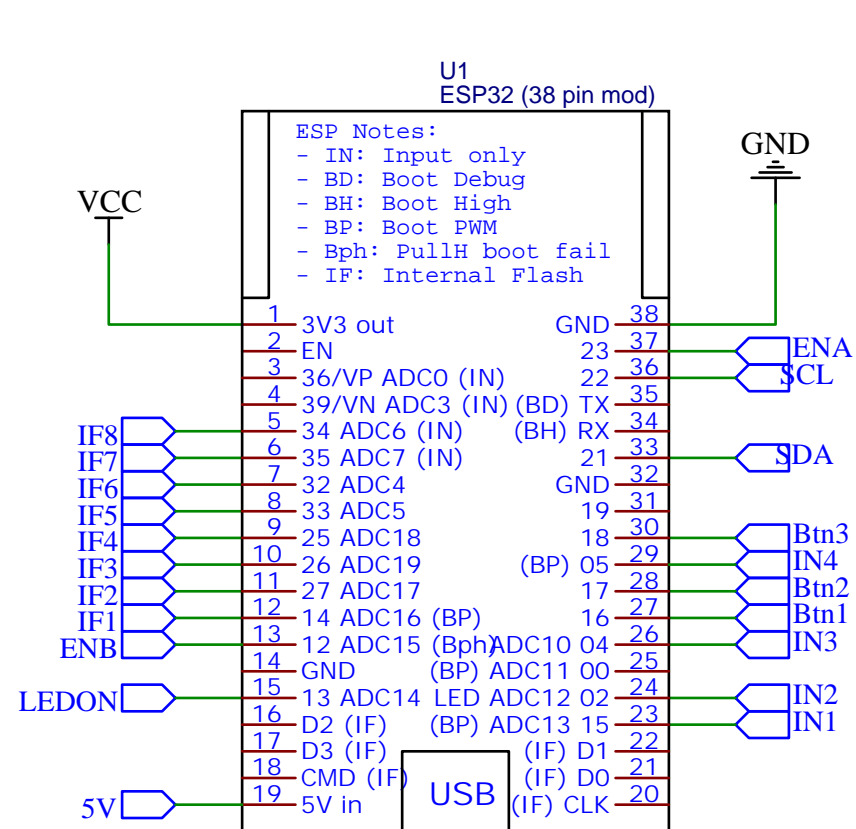 U1
ESP32 (38 pin mod)
ESP Notes:
- IN: Input only
- BD: Boot Debug
- BH: Boot High
- BP: Boot PWM
- Bph: PullH boot fail
- IF: Internal Flash
VCC
GND
1 3V3 out GND 38
2 EN 23 37 ENA
3 36/VP ADC0 (IN) 22 36 SCL
4 39/VN ADC3 (IN) (BD) TX 35
IF8 5 34 ADC6 (IN) (BH) RX 34
IF7 6 35 ADC7 (IN) 21 33 SDA
IF6 7 32 ADC4 GND 32
IF5 8 33 ADC5 19 31
IF4 9 25 ADC18 18 30 Btn3
IF3 10 26 ADC19 (BP) 05 29 IN4
IF2 11 27 ADC17 17 28 Btn2
IF1 12 14 ADC16 (BP) 16 27 Btn1
ENB 13 12 ADC15 (Bph) ADC10 04 26 IN3
14 GND (BP) ADC11 00 25
LEDON 15 13 ADC14 LED ADC12 02 24 IN2
16 D2 (IF) (BP) ADC13 15 23 IN1
17 D3 (IF) (IF) D1 22
18 CMD (IF) (IF) D0 21
5V 19 5V in USB (IF) CLK 20